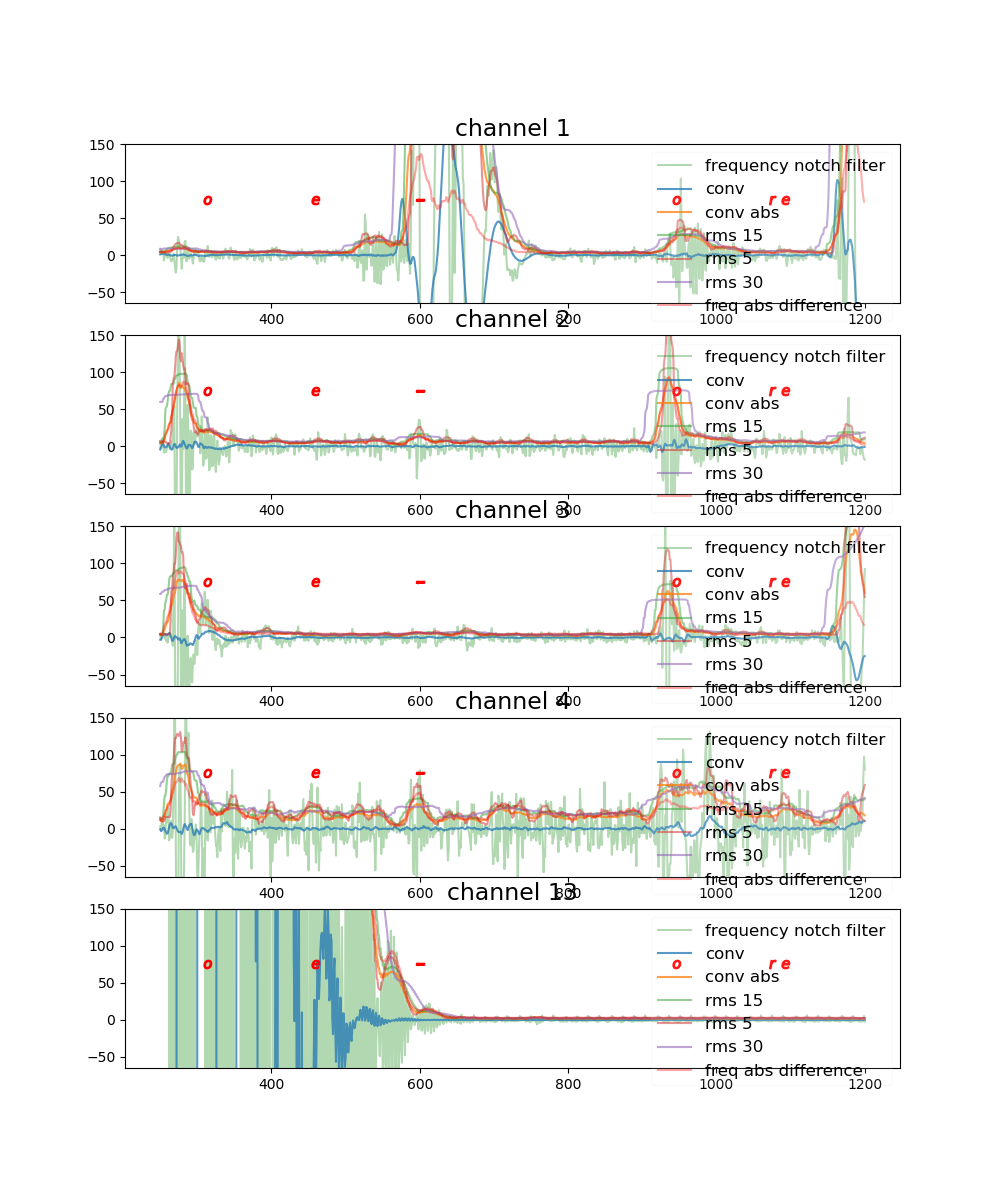 channel 1
150
100
50
0
−50
o e – o r e
frequency notch filter
conv
conv abs
rms 15
rms 5
rms 30
freq abs difference
400 600 800 1000 1200
channel 2
150
100
50
0
−50
o e – o r e
frequency notch filter
conv
conv abs
rms 15
rms 5
rms 30
freq abs difference
400 600 800 1000 1200
channel 3
150
100
50
0
−50
o e – o r e
frequency notch filter
conv
conv abs
rms 15
rms 5
rms 30
freq abs difference
400 600 800 1000 1200
channel 4
150
100
50
0
−50
o e – o r e
frequency notch filter
conv
conv abs
rms 15
rms 5
rms 30
freq abs difference
400 600 800 1000 1200
channel 13
150
100
50
0
−50
o e – o r e
frequency notch filter
conv
conv abs
rms 15
rms 5
rms 30
freq abs difference
400 600 800 1000 1200